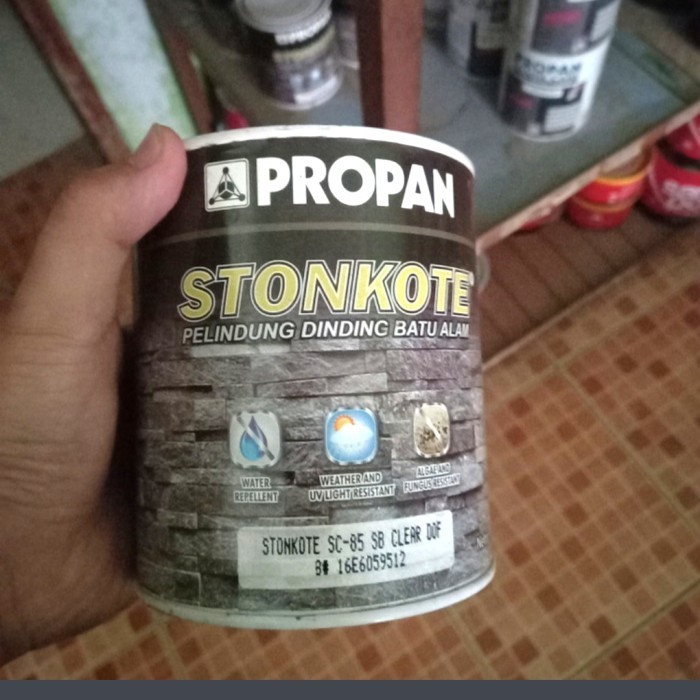 PROPAN
STONKOTE
PELINDUNG DINDING BATU ALAM
WATER
REPELLENT
WEATHER AND
UV LIGHT RESISTANT
ALGAE AND
FUNGUS RESISTANT
STONKOTE SC-85 SB CLEAR DOF
B# 16E6059512
PROPAN